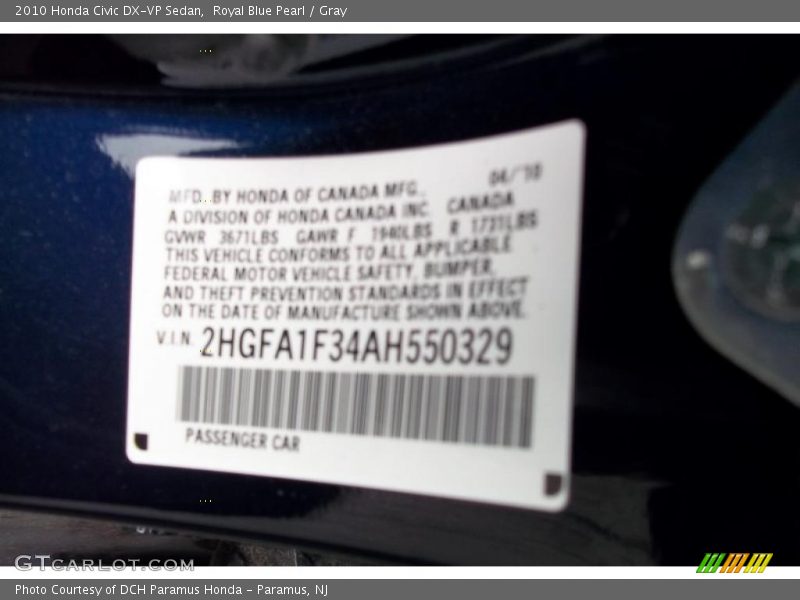 2010 Honda Civic DX-VP Sedan, Royal Blue Pearl / Gray
04/10
MFD. BY HONDA OF CANADA MFG.,
A DIVISION OF HONDA CANADA INC. CANADA
GVWR 3671LBS GAWR F 1940LBS R 1731LBS
THIS VEHICLE CONFORMS TO ALL APPLICABLE
FEDERAL MOTOR VEHICLE SAFETY, BUMPER,
AND THEFT PREVENTION STANDARDS IN EFFECT
ON THE DATE OF MANUFACTURE SHOWN ABOVE.
V.I.N. 2HGFA1F34AH550329
PASSENGER CAR
GTCARLOT.COM
Photo Courtesy of DCH Paramus Honda - Paramus, NJ